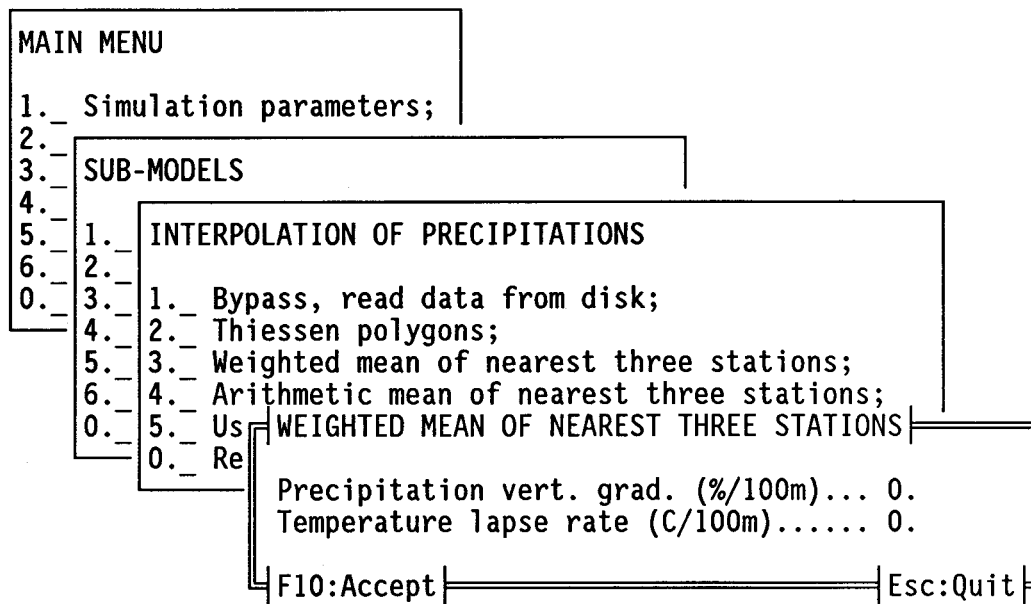 MAIN MENU
1._ Simulation parameters;
2._
3._
4._
5._
6._
0._
SUB-MODELS
1._
2._
3._
4._
5._
6._
0._
INTERPOLATION OF PRECIPITATIONS
1._ Bypass, read data from disk;
2._ Thiessen polygons;
3._ Weighted mean of nearest three stations;
4._ Arithmetic mean of nearest three stations;
5._ Us
0._ Re
WEIGHTED MEAN OF NEAREST THREE STATIONS
Precipitation vert. grad. (%/100m)... 0.
Temperature lapse rate (C/100m)...... 0.
F10:Accept
Esc:Quit